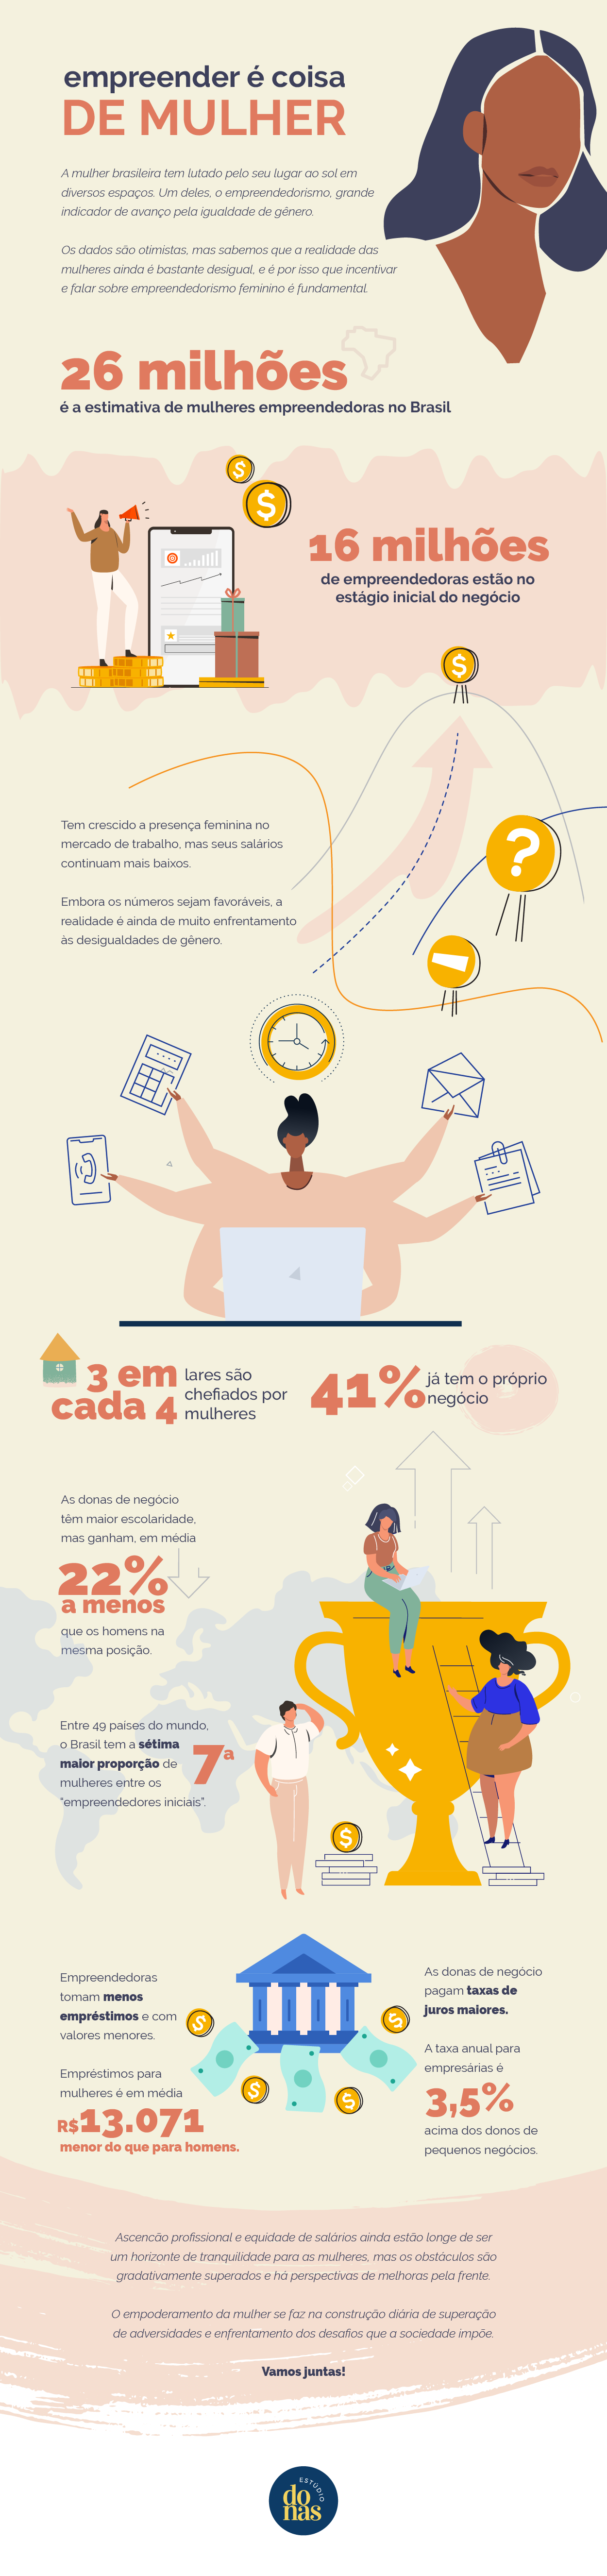 empreender é coisa
DE MULHER
A mulher brasileira tem lutado pelo seu lugar ao sol em
diversos espaços. Um deles, o empreendedorismo, grande
indicador de avanço pela igualdade de gênero.
Os dados são otimistas, mas sabemos que a realidade das
mulheres ainda é bastante desigual, e é por isso que incentivar
e falar sobre empreendedorismo feminino é fundamental.
26 milhões
é a estimativa de mulheres empreendedoras no Brasil
$
$
16 milhões
de empreendedoras estão no
estágio inicial do negócio
$
Tem crescido a presença feminina no
mercado de trabalho, mas seus salários
continuam mais baixos.
?
Embora os números sejam favoráveis, a
realidade é ainda de muito enfrentamento
às desigualdades de gênero.
3 em
cada 4
lares são
chefiados por
mulheres
41%
já tem o próprio
negócio
As donas de negócio
têm maior escolaridade,
mas ganham, em média
22%
a menos
que os homens na
mesma posição.
Entre 49 países do mundo,
o Brasil tem a sétima
maior proporção de
mulheres entre os
“empreendedores iniciais”.
7ª
$
Empreendedoras
tomam menos
empréstimos e com
valores menores.
Empréstimos para
mulheres é em média
R$13.071
menor do que para homens.
$
$
$
$
As donas de negócio
pagam taxas de
juros maiores.
A taxa anual para
empresárias é
3,5%
acima dos donos de
pequenos negócios.
Ascencão profissional e equidade de salários ainda estão longe de ser
um horizonte de tranquilidade para as mulheres, mas os obstáculos são
gradativamente superados e há perspectivas de melhoras pela frente.
O empoderamento da mulher se faz na construção diária de superação
de adversidades e enfrentamento dos desafios que a sociedade impõe.
Vamos juntas!
ESTÚDIO
do
nas